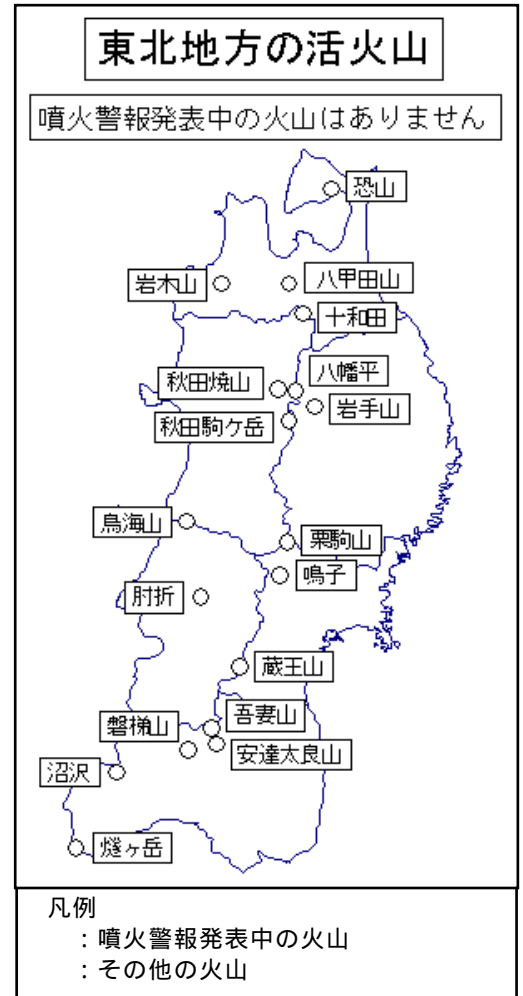 東北地方の活火山
噴火警報発表中の火山はありません
恐山
岩木山
八甲田山
十和田
秋田焼山
八幡平
岩手山
秋田駒ケ岳
鳥海山
栗駒山
鳴子
肘折
蔵王山
吾妻山
磐梯山
安達太良山
沼沢
燧ヶ岳
凡例
：噴火警報発表中の火山
：その他の火山